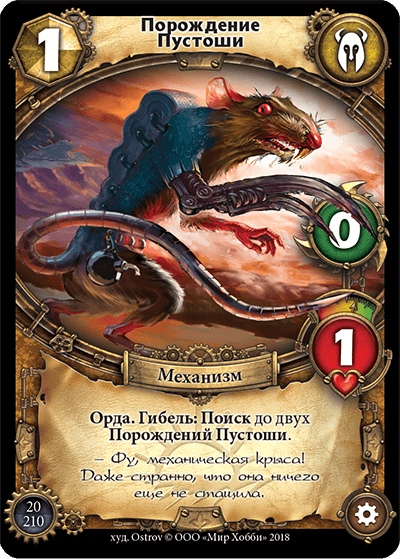 Порождение
Пустоши
1
0
1
Механизм
Орда. Гибель: Поиск до двух
Порождений Пустоши.
– Фу, механическая крыса!
Даже странно, что она ничего
еще не стащила.
20
210
худ. Ostrov © ООО «Мир Хобби» 2018